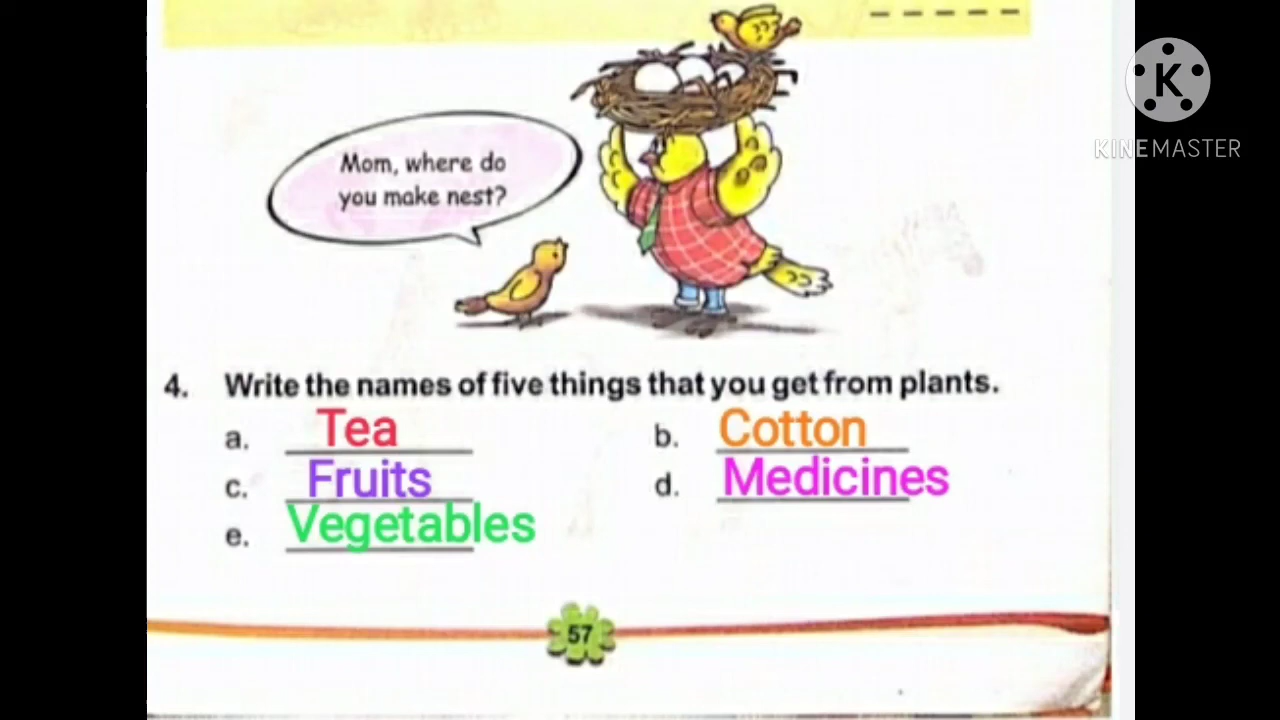 K
KINEMASTER
Mom, where do
you make nest?
4. Write the names of five things that you get from plants.
a. Tea b. Cotton
c. Fruits d. Medicines
e. Vegetables
57